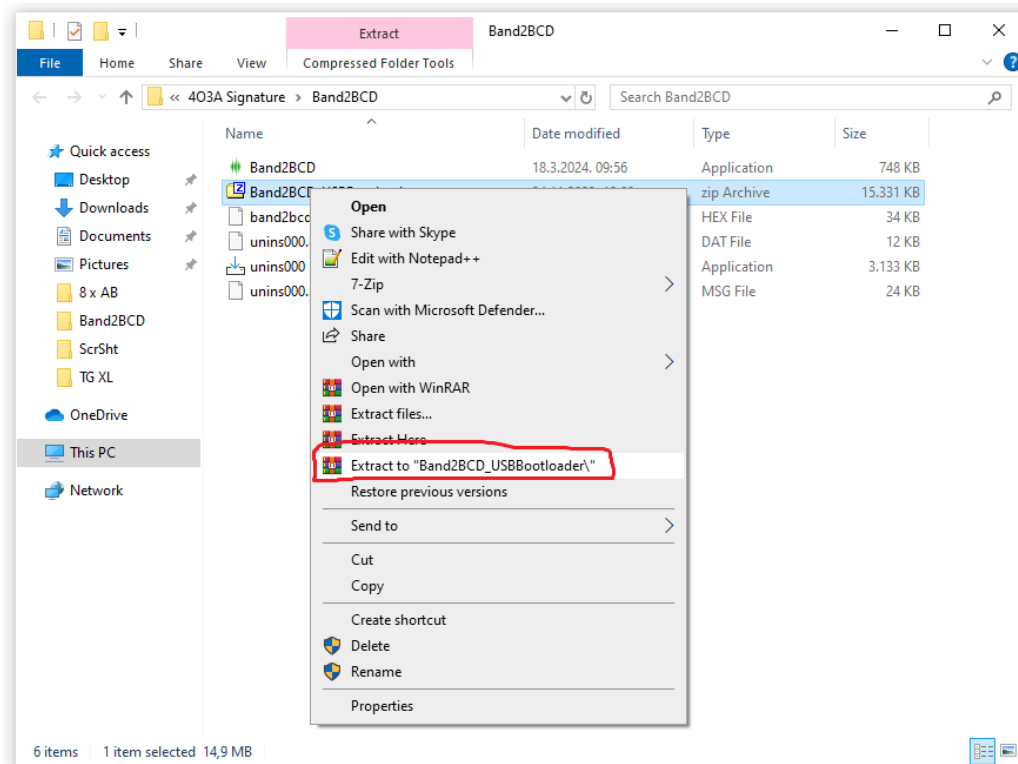 Extract
Band2BCD
File
Home
Share
View
Compressed Folder Tools
« 4O3A Signature > Band2BCD
Search Band2BCD
Name
Date modified
Type
Size
Quick access
Desktop
Downloads
Documents
Pictures
8 x AB
Band2BCD
ScrSht
TG XL
OneDrive
This PC
Network
Band2BCD 18.3.2024. 09:56 Application 748 KB
zip Archive 15.331 KB
band2bcd HEX File 34 KB
unins000. DAT File 12 KB
unins000 Application 3.133 KB
unins000. MSG File 24 KB
Open
Share with Skype
Edit with Notepad++
7-Zip
Scan with Microsoft Defender...
Share
Open with
Open with WinRAR
Extract files...
Extract Here
Extract to "Band2BCD_USBBootloader\"
Restore previous versions
Send to
Cut
Copy
Create shortcut
Delete
Rename
Properties
6 items 1 item selected 14,9 MB